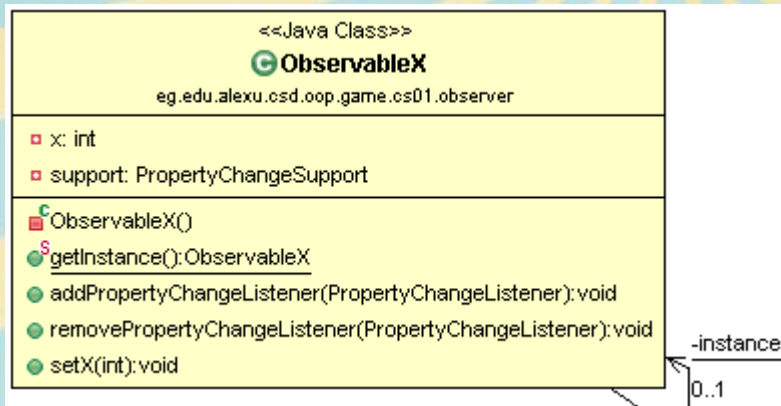 <<Java Class>>
ObservableX
eg.edu.alexu.csd.oop.game.cs01.observer
x: int
support: PropertyChangeSupport
C ObservableX()
S getInstance():ObservableX
addPropertyChangeListener(PropertyChangeListener):void
removePropertyChangeListener(PropertyChangeListener):void
setX(int):void
-instance
0..1